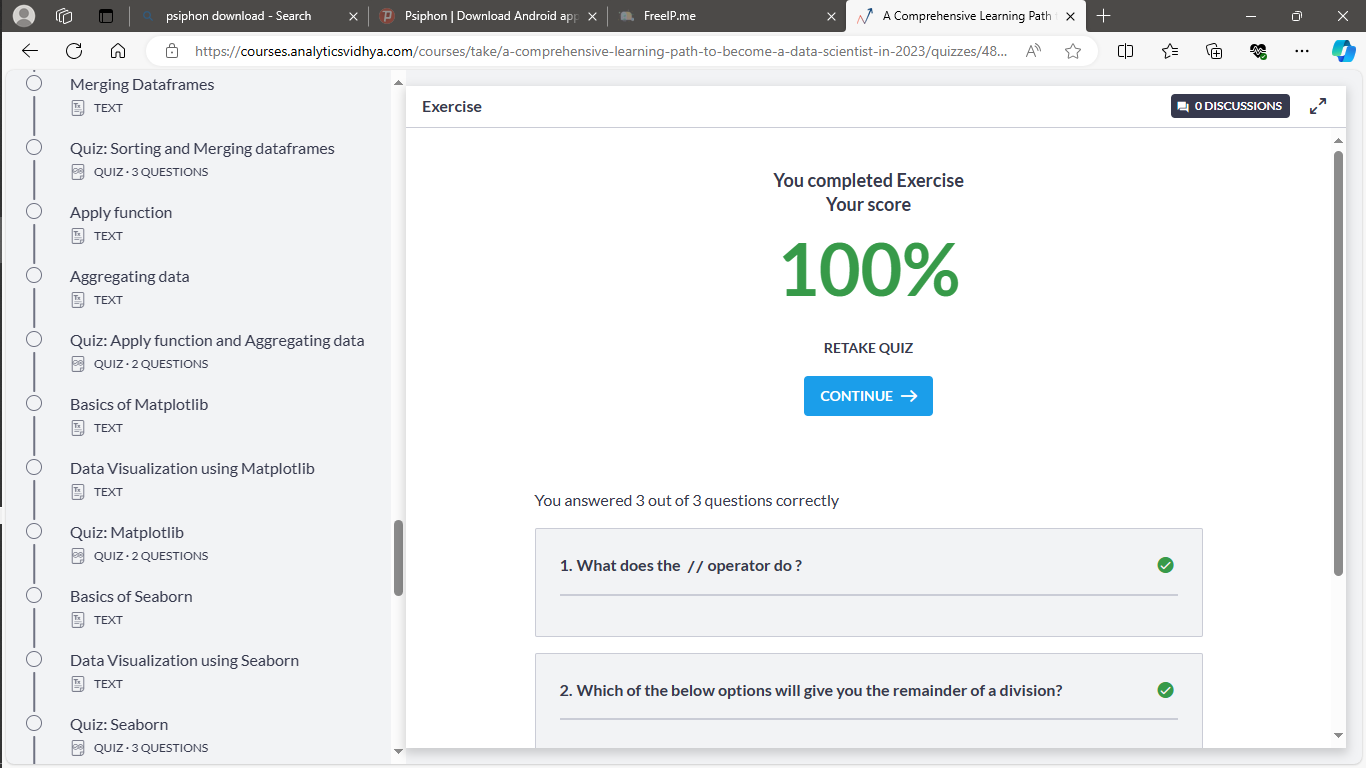 psiphon download - Search
Psiphon | Download Android app
FreeIP.me
A Comprehensive Learning Path
https://courses.analyticsvidhya.com/courses/take/a-comprehensive-learning-path-to-become-a-data-scientist-in-2023/quizzes/48...
Merging Dataframes
TEXT
Quiz: Sorting and Merging dataframes
QUIZ · 3 QUESTIONS
Apply function
TEXT
Aggregating data
TEXT
Quiz: Apply function and Aggregating data
QUIZ · 2 QUESTIONS
Basics of Matplotlib
TEXT
Data Visualization using Matplotlib
TEXT
Quiz: Matplotlib
QUIZ · 2 QUESTIONS
Basics of Seaborn
TEXT
Data Visualization using Seaborn
TEXT
Quiz: Seaborn
QUIZ · 3 QUESTIONS
Exercise
0 DISCUSSIONS
You completed Exercise
Your score
100%
RETAKE QUIZ
CONTINUE →
You answered 3 out of 3 questions correctly
1. What does the // operator do ?
2. Which of the below options will give you the remainder of a division?